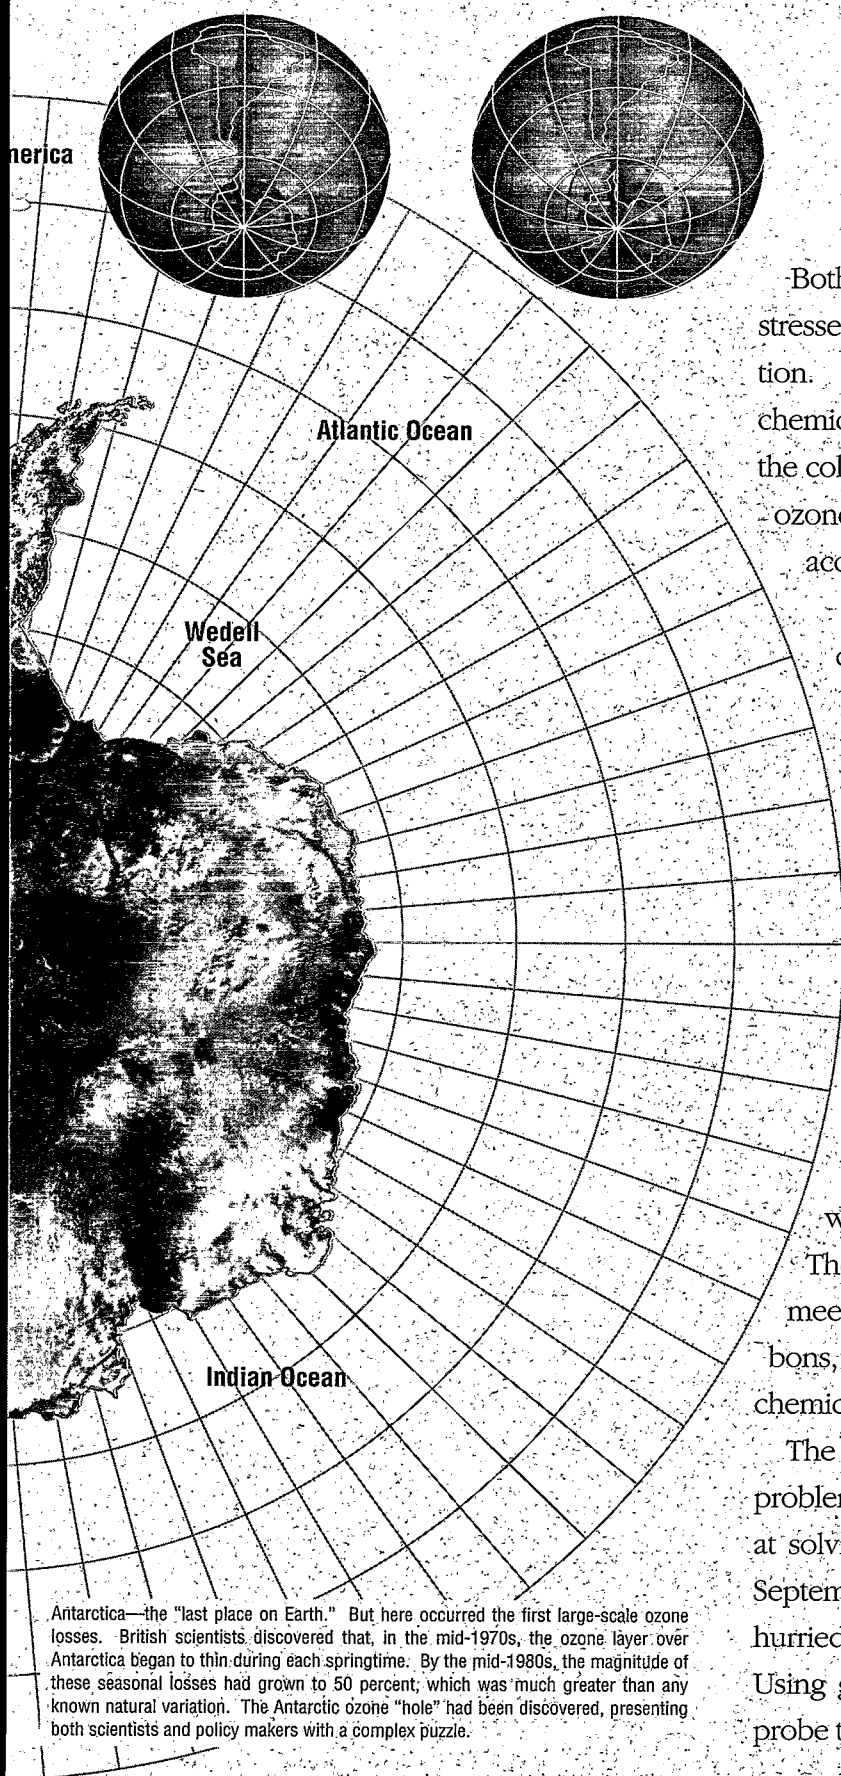 Atlantic Ocean
Wedell
Sea
Indian Ocean
Antarctica—the "last place on Earth." But here occurred the first large-scale ozone
losses. British scientists discovered that, in the mid-1970s, the ozone layer over
Antarctica began to thin during each springtime. By the mid-1980s, the magnitude of
these seasonal losses had grown to 50 percent, which was much greater than any
known natural variation. The Antarctic ozone "hole" had been discovered, presenting
both scientists and policy makers with a complex puzzle.
Both
stresse
tion.
chemic
the col
ozone
acc
c
w
The
mee
bons,
chemic
The
problem
at solvi
Septem
hurried
Using g
probe t